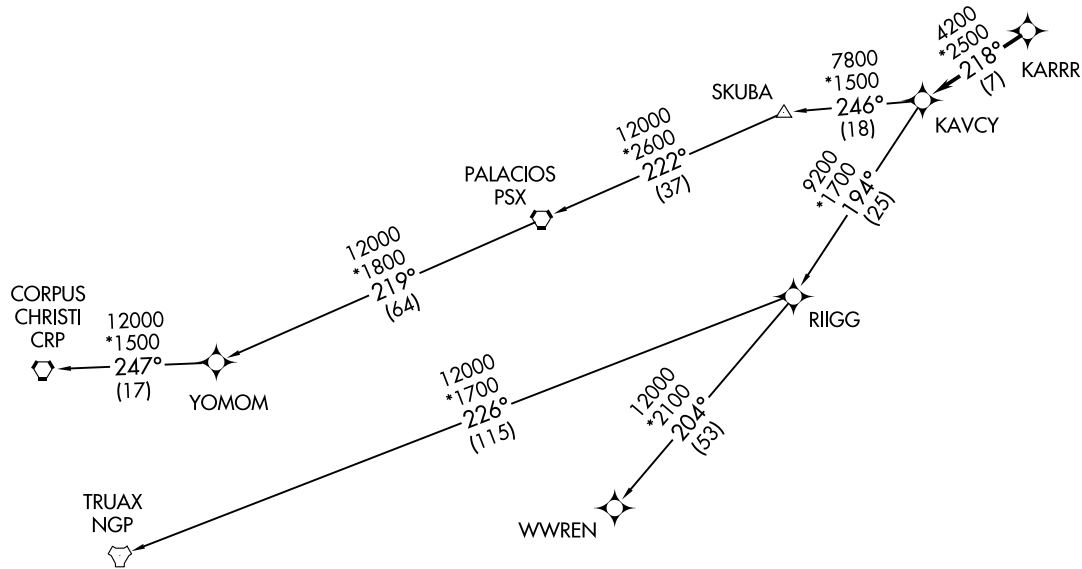 4200
*2500
218°
(7)
KARRR
7800
*1500
246°
(18)
KAVCY
SKUBA
12000
*2600
222°
(37)
PALACIOS
PSX
9200
*1700
194°
(25)
12000
*1800
219°
(64)
CORPUS
CHRISTI
CRP
12000
*1500
247°
(17)
YOMOM
RIIGG
12000
*1700
226°
(115)
12000
*2100
204°
(53)
TRUAX
NGP
WWREN